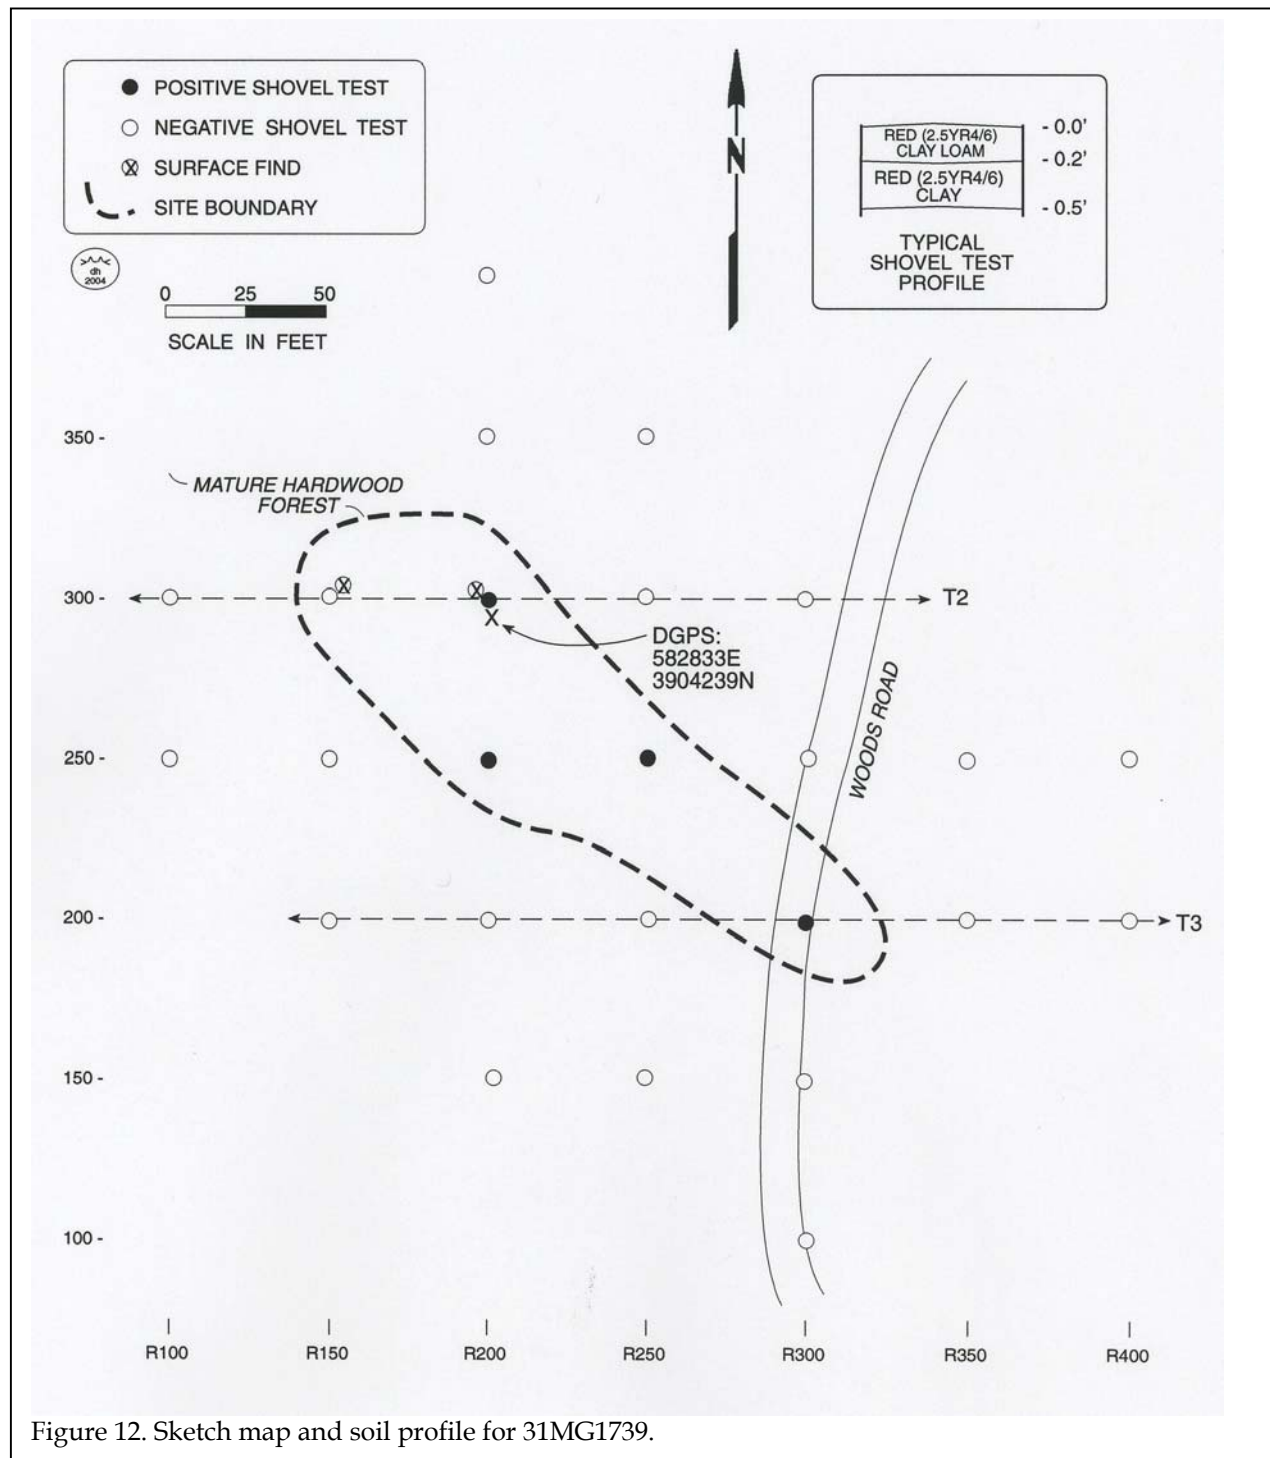 POSITIVE SHOVEL TEST
NEGATIVE SHOVEL TEST
SURFACE FIND
SITE BOUNDARY
dh
2004
0 25 50
SCALE IN FEET
N
RED (2.5YR4/6)
CLAY LOAM
RED (2.5YR4/6)
CLAY
- 0.0'
- 0.2'
- 0.5'
TYPICAL
SHOVEL TEST
PROFILE
350 -
MATURE HARDWOOD
FOREST
300 -
T2
X
DGPS:
582833E
3904239N
WOODS ROAD
250 -
200 -
T3
150 -
100 -
R100 R150 R200 R250 R300 R350 R400
Figure 12. Sketch map and soil profile for 31MG1739.